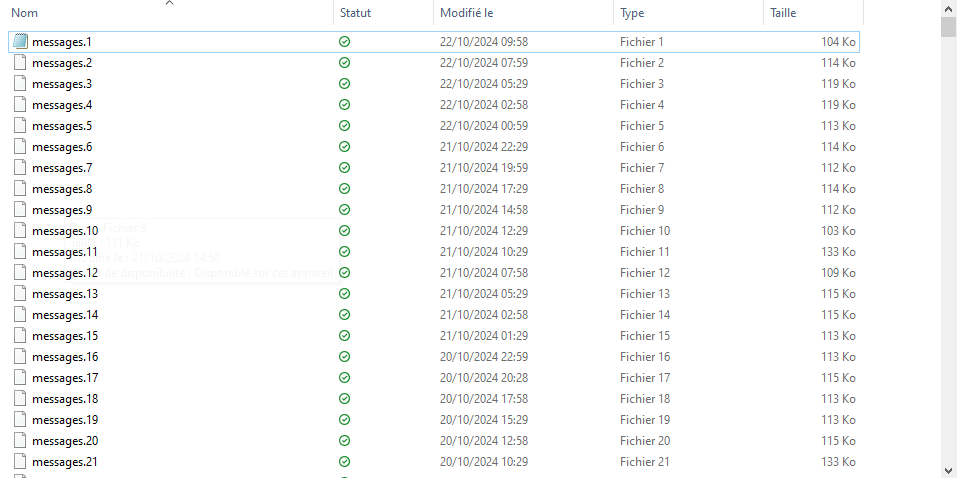 Nom Statut Modifié le Type Taille
messages.1 22/10/2024 09:58 Fichier 1 104 Ko
messages.2 22/10/2024 07:59 Fichier 2 114 Ko
messages.3 22/10/2024 05:29 Fichier 3 119 Ko
messages.4 22/10/2024 02:58 Fichier 4 119 Ko
messages.5 22/10/2024 00:59 Fichier 5 113 Ko
messages.6 21/10/2024 22:29 Fichier 6 114 Ko
messages.7 21/10/2024 19:59 Fichier 7 112 Ko
messages.8 21/10/2024 17:29 Fichier 8 114 Ko
messages.9 21/10/2024 14:58 Fichier 9 112 Ko
Fichier 9
messages.10 21/10/2024 12:29 Fichier 10 103 Ko
111 Ko
messages.11 21/10/2024 10:29 Fichier 11 133 Ko
le : 21/10/2024 14:58
messages.12 21/10/2024 07:58 Fichier 12 109 Ko
de disponibilité : Disponible sur cet appareil
messages.13 21/10/2024 05:29 Fichier 13 115 Ko
messages.14 21/10/2024 02:58 Fichier 14 115 Ko
messages.15 21/10/2024 01:29 Fichier 15 113 Ko
messages.16 20/10/2024 22:59 Fichier 16 113 Ko
messages.17 20/10/2024 20:28 Fichier 17 115 Ko
messages.18 20/10/2024 17:58 Fichier 18 113 Ko
messages.19 20/10/2024 15:29 Fichier 19 113 Ko
messages.20 20/10/2024 12:58 Fichier 20 115 Ko
messages.21 20/10/2024 10:29 Fichier 21 133 Ko